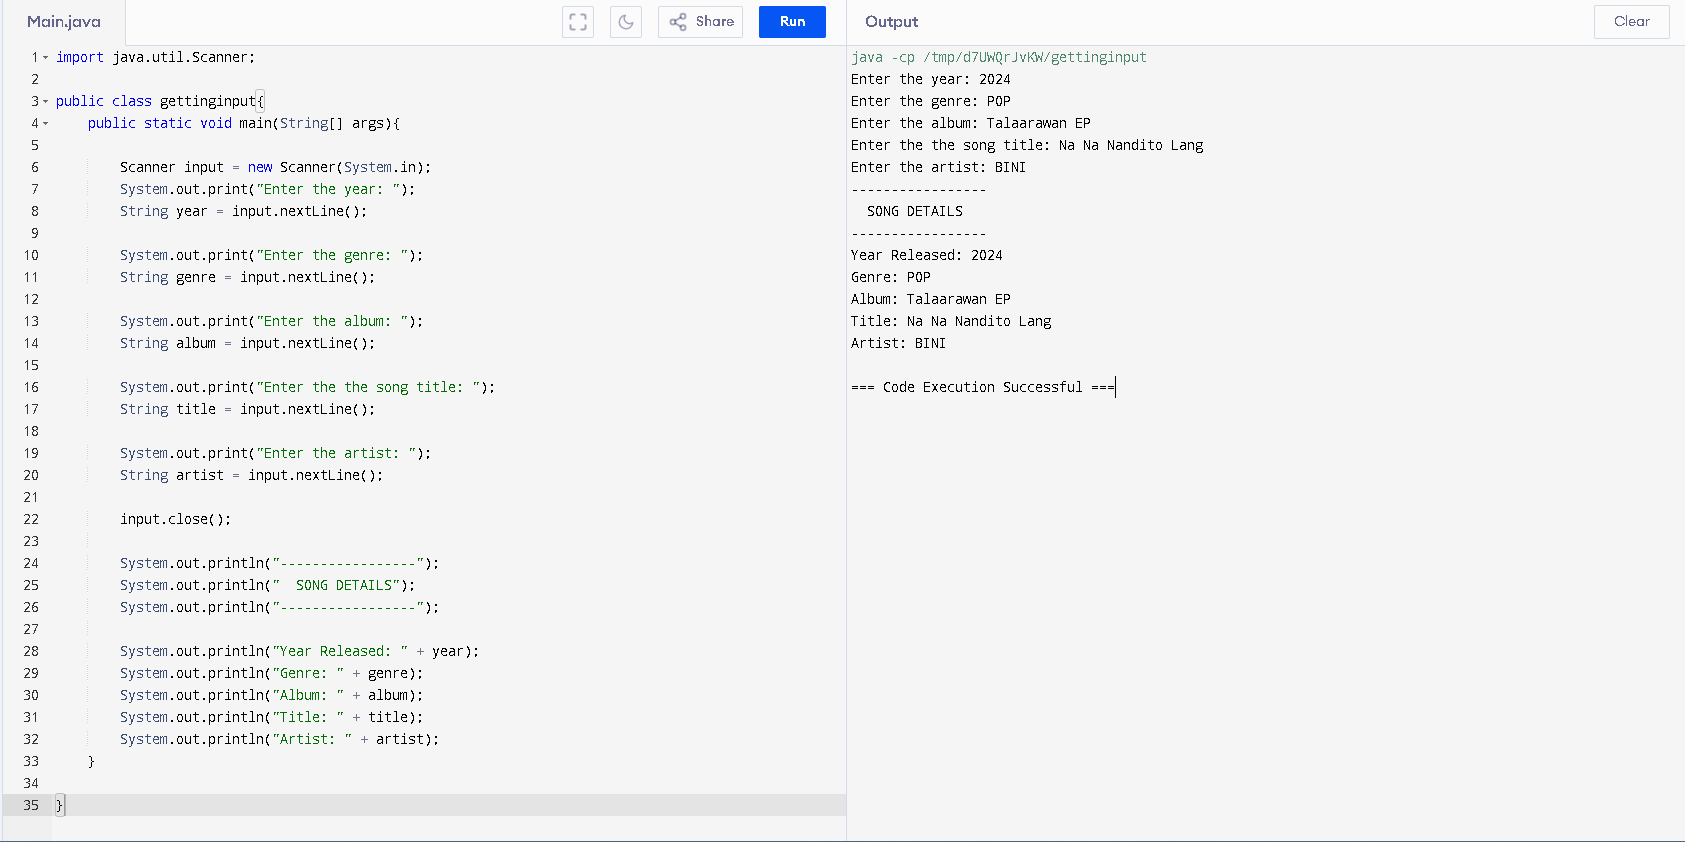 Main.java
Share
Run
Output
Clear
1 import java.util.Scanner;
2
3 public class gettinginput{
4     public static void main(String[] args){
5
6         Scanner input = new Scanner(System.in);
7         System.out.print("Enter the year: ");
8         String year = input.nextLine();
9
10         System.out.print("Enter the genre: ");
11         String genre = input.nextLine();
12
13         System.out.print("Enter the album: ");
14         String album = input.nextLine();
15
16         System.out.print("Enter the the song title: ");
17         String title = input.nextLine();
18
19         System.out.print("Enter the artist: ");
20         String artist = input.nextLine();
21
22         input.close();
23
24         System.out.println("-----------------");
25         System.out.println("  SONG DETAILS");
26         System.out.println("-----------------");
27
28         System.out.println("Year Released: " + year);
29         System.out.println("Genre: " + genre);
30         System.out.println("Album: " + album);
31         System.out.println("Title: " + title);
32         System.out.println("Artist: " + artist);
33     }
34
35 }
java -cp /tmp/d7UWQrJvKW/gettinginput
Enter the year: 2024
Enter the genre: POP
Enter the album: Talaarawan EP
Enter the the song title: Na Na Nandito Lang
Enter the artist: BINI
-----------------
  SONG DETAILS
-----------------
Year Released: 2024
Genre: POP
Album: Talaarawan EP
Title: Na Na Nandito Lang
Artist: BINI

=== Code Execution Successful ===